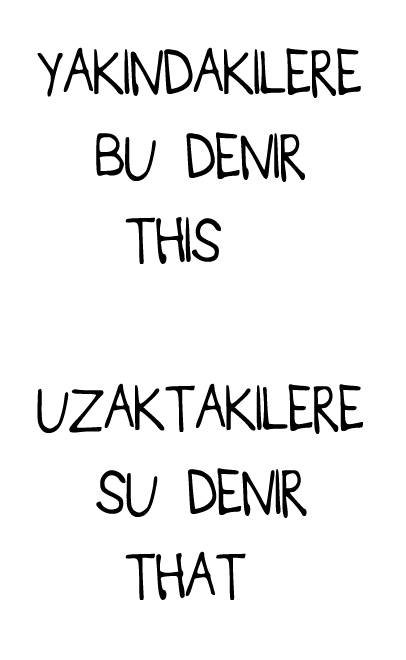 YAKINDAKILERE
BU DENIR
THIS
UZAKTAKILERE
SU DENIR
THAT